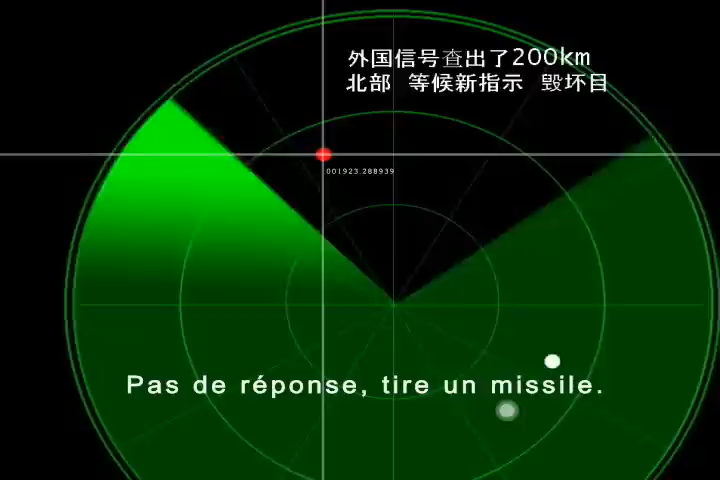 外国信号查出了200km
北部 等候新指示 毁坏目
001923.288939
Pas de réponse, tire un missile.